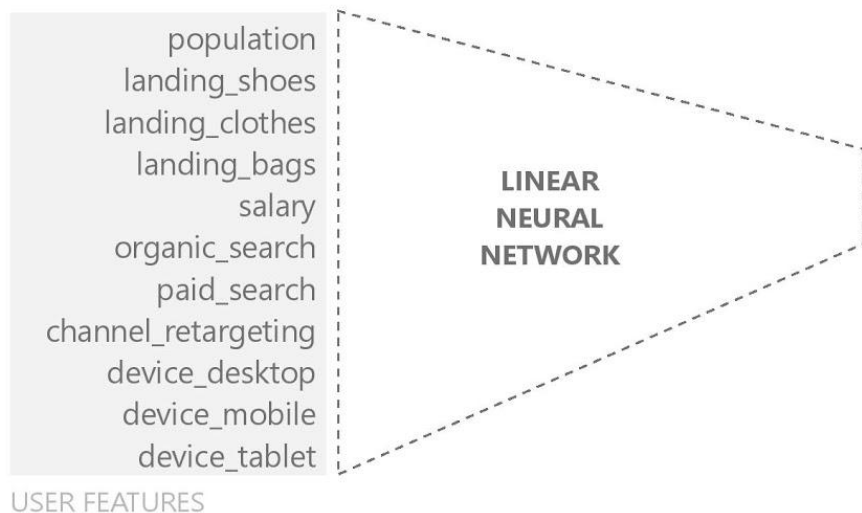 population
landing_shoes
landing_clothes
landing_bags
salary
organic_search
paid_search
channel_retargeting
device_desktop
device_mobile
device_tablet
USER FEATURES
LINEAR
NEURAL
NETWORK